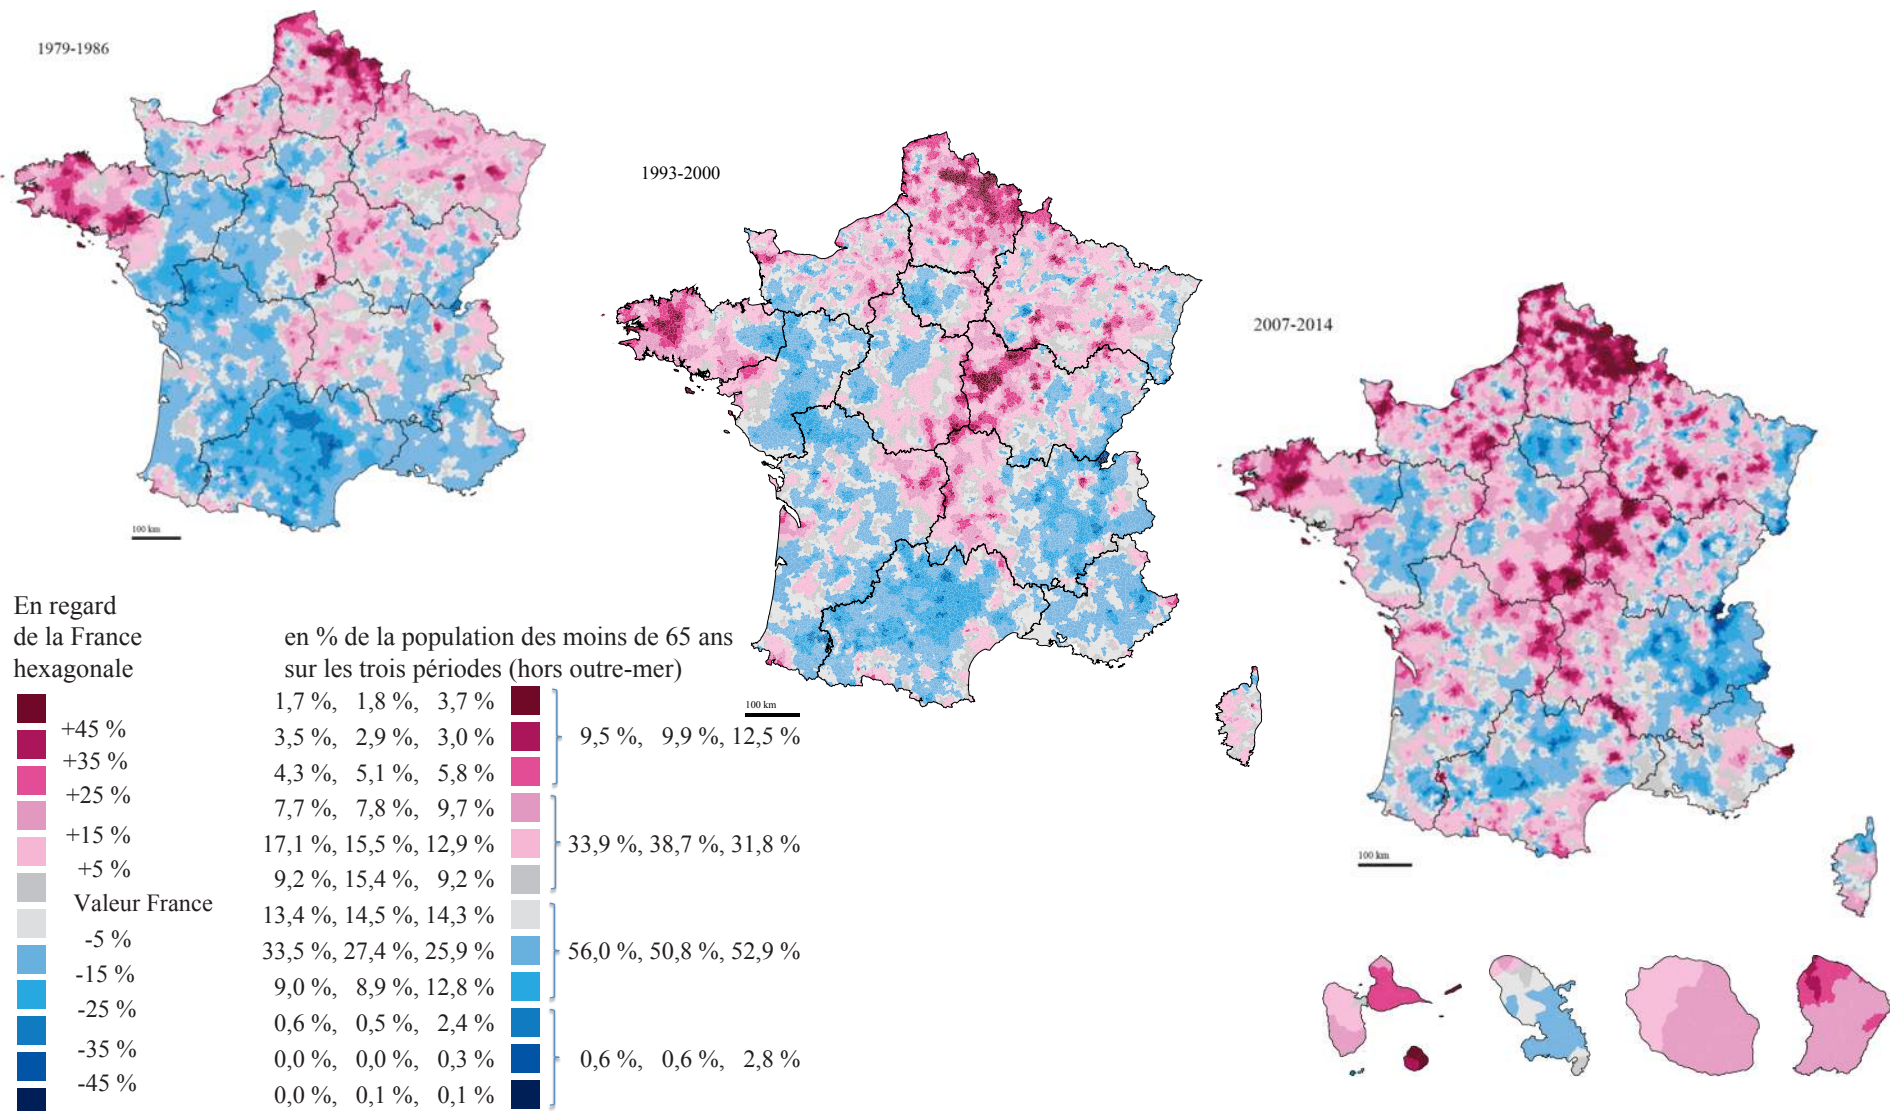 1979-1986
1993-2000
2007-2014
100 km
100 km
100 km
En regard
de la France
hexagonale
+45 %
+35 %
+25 %
+15 %
+5 %
Valeur France
-5 %
-15 %
-25 %
-35 %
-45 %
en % de la population des moins de 65 ans
sur les trois périodes (hors outre-mer)
1,7 %, 1,8 %, 3,7 %
3,5 %, 2,9 %, 3,0 %
4,3 %, 5,1 %, 5,8 %
9,5 %, 9,9 %, 12,5 %
7,7 %, 7,8 %, 9,7 %
17,1 %, 15,5 %, 12,9 %
9,2 %, 15,4 %, 9,2 %
33,9 %, 38,7 %, 31,8 %
13,4 %, 14,5 %, 14,3 %
33,5 %, 27,4 %, 25,9 %
9,0 %, 8,9 %, 12,8 %
56,0 %, 50,8 %, 52,9 %
0,6 %, 0,5 %, 2,4 %
0,0 %, 0,0 %, 0,3 %
0,0 %, 0,1 %, 0,1 %
0,6 %, 0,6 %, 2,8 %